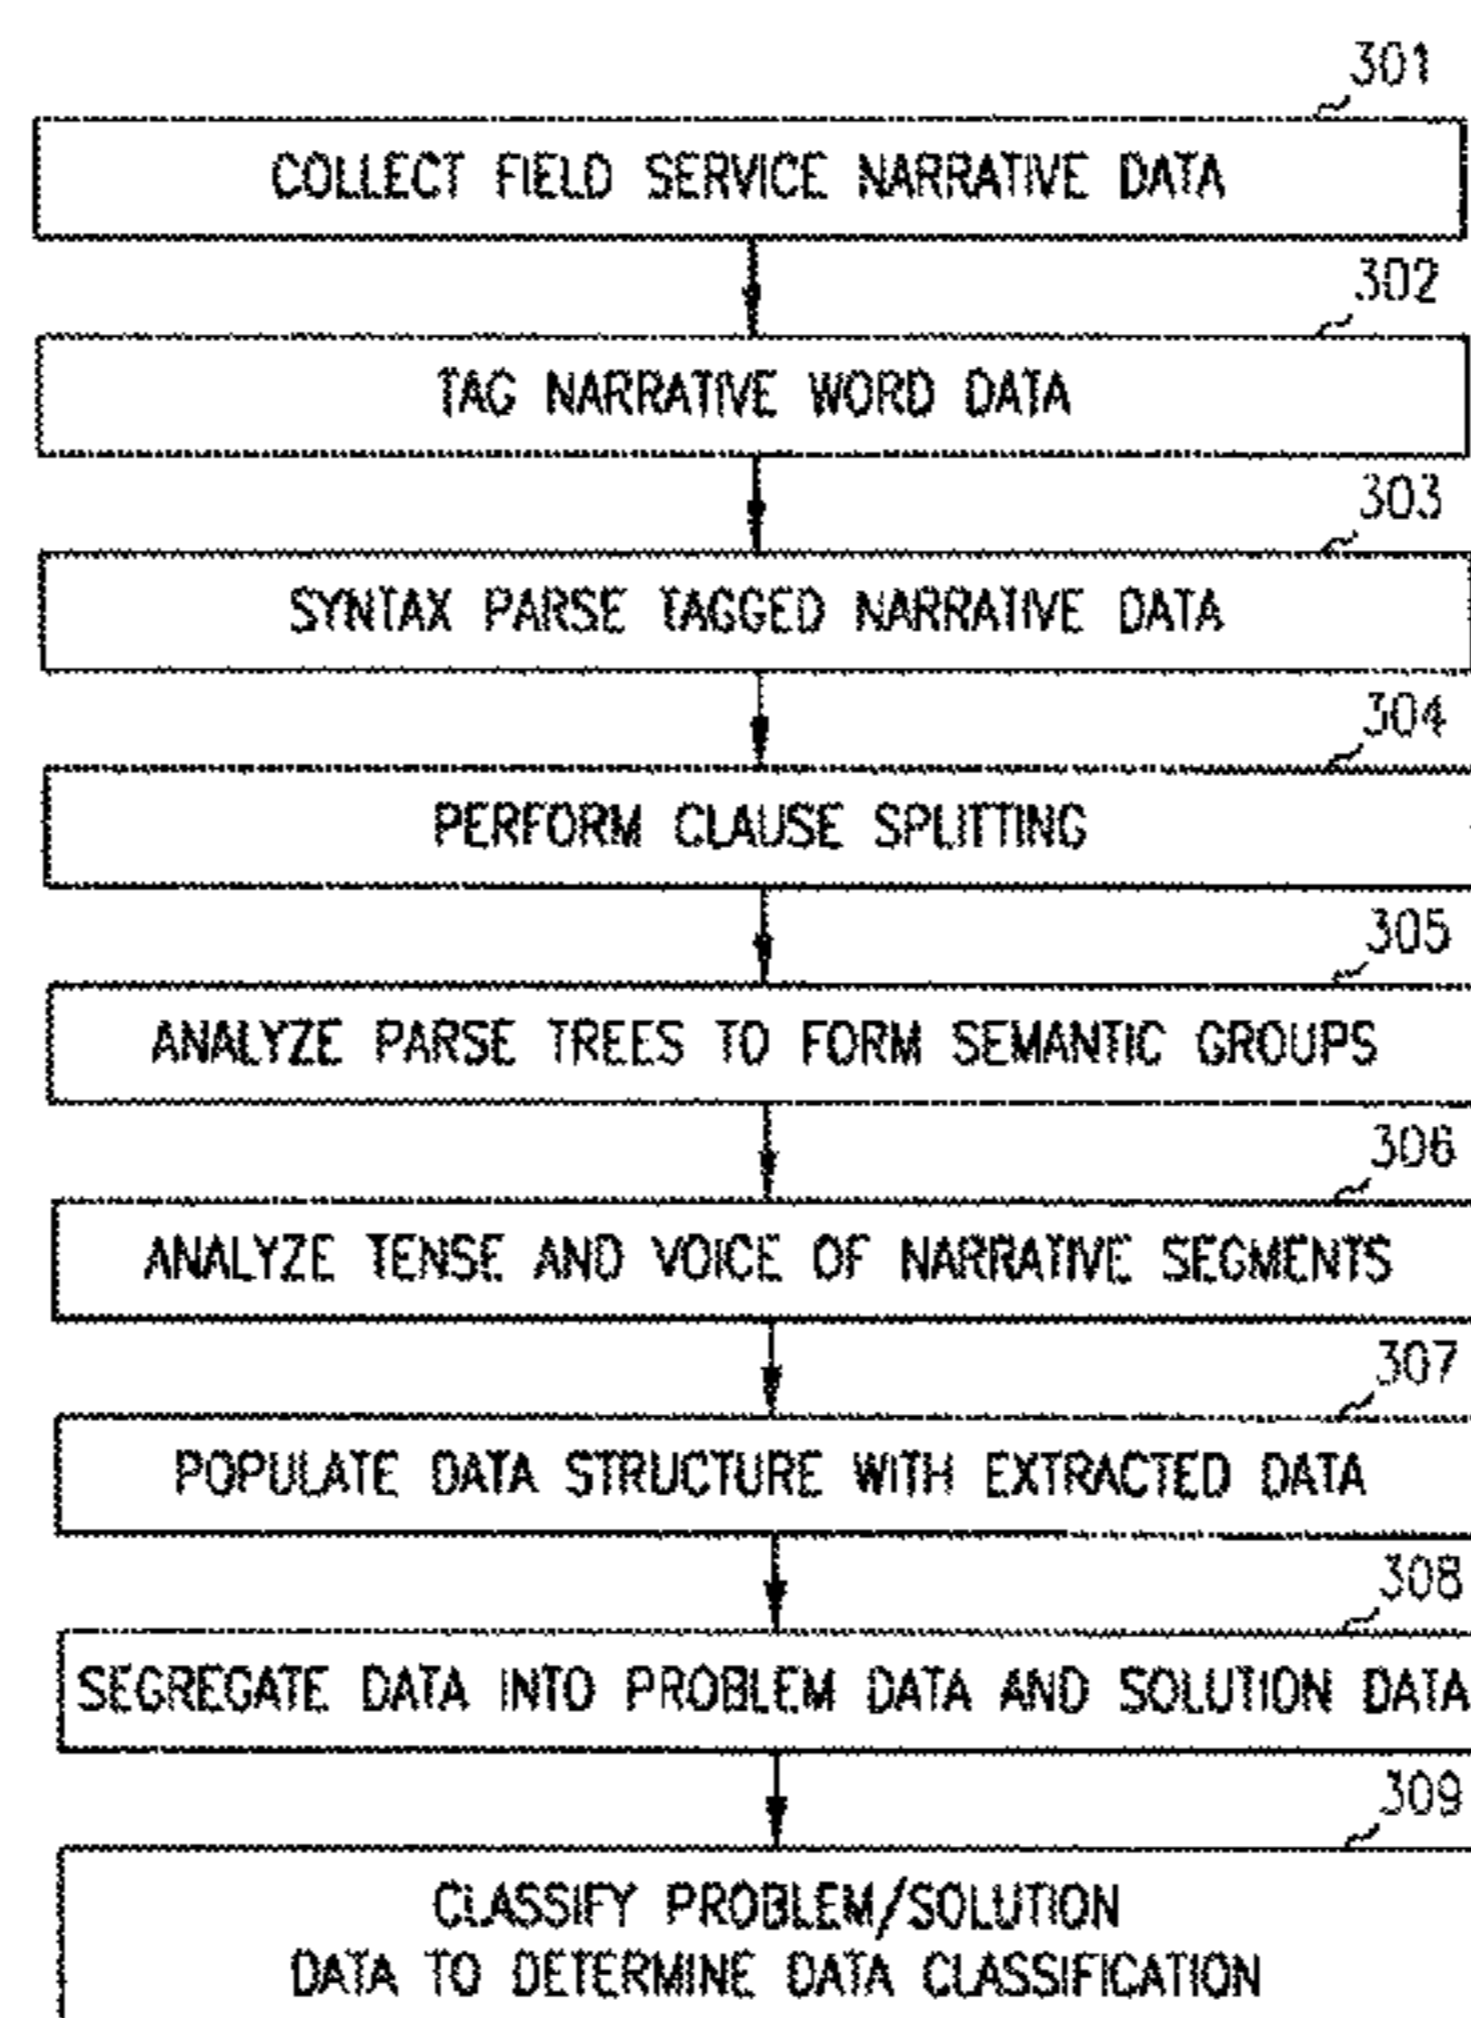 301
COLLECT FIELD SERVICE NARRATIVE DATA
302
TAG NARRATIVE WORD DATA
303
SYNTAX PARSE TAGGED NARRATIVE DATA
304
PERFORM CLAUSE SPLITTING
305
ANALYZE PARSE TREES TO FORM SEMANTIC GROUPS
306
ANALYZE TENSE AND VOICE OF NARRATIVE SEGMENTS
307
POPULATE DATA STRUCTURE WITH EXTRACTED DATA
308
SEGREGATE DATA INTO PROBLEM DATA AND SOLUTION DATA
309
CLASSIFY PROBLEM/SOLUTION
DATA TO DETERMINE DATA CLASSIFICATION